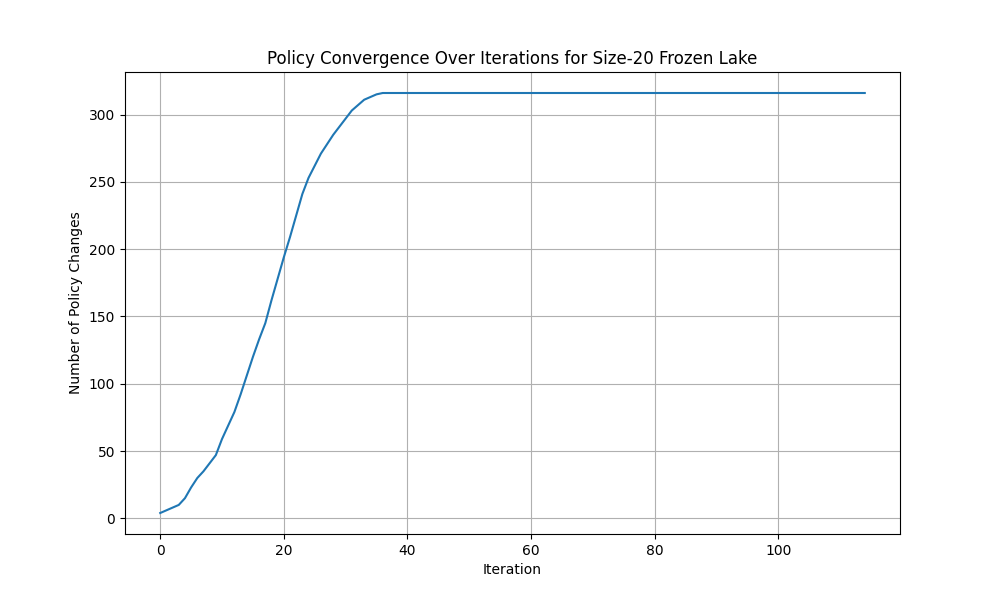 Policy Convergence Over Iterations for Size-20 Frozen Lake
Number of Policy Changes
300
250
200
150
100
50
0
0 20 40 60 80 100
Iteration